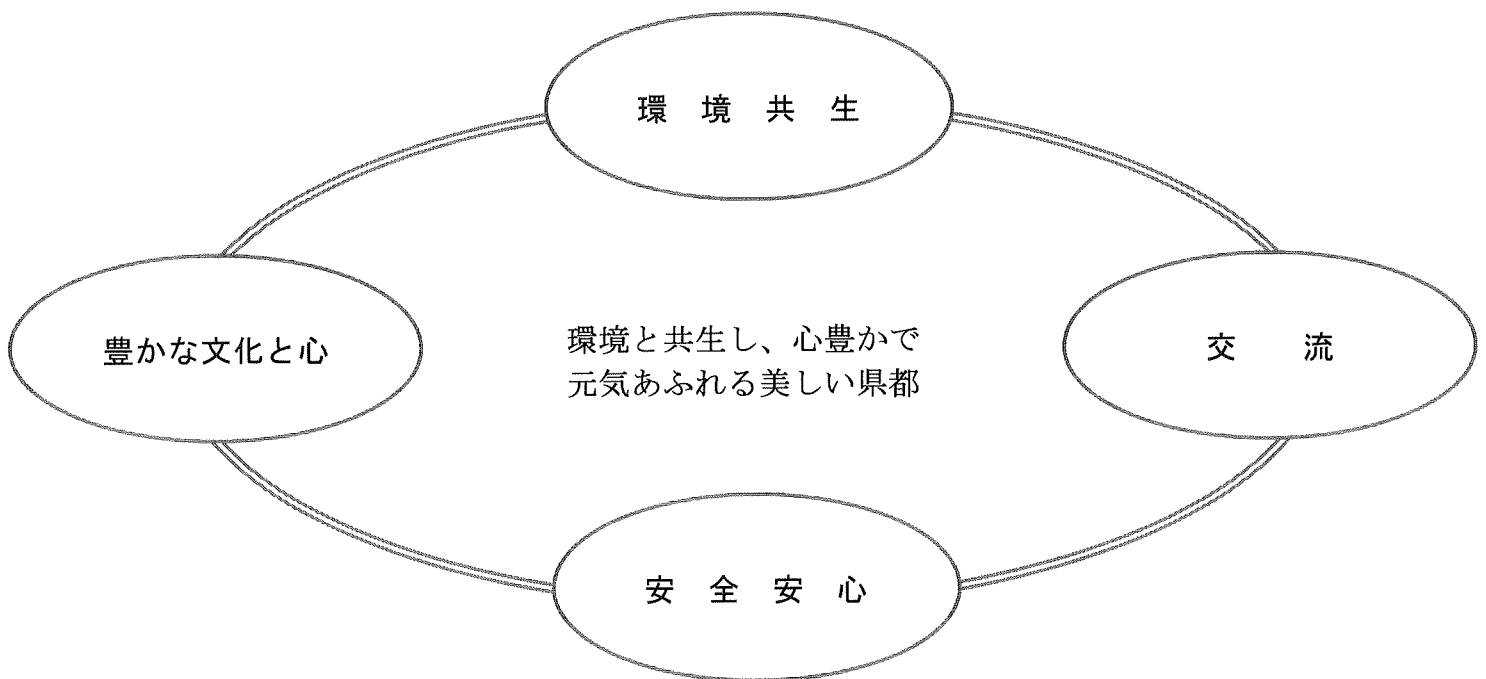 環境共生
豊かな文化と心
環境と共生し、心豊かで
元気あふれる美しい県都
交流
安全安心